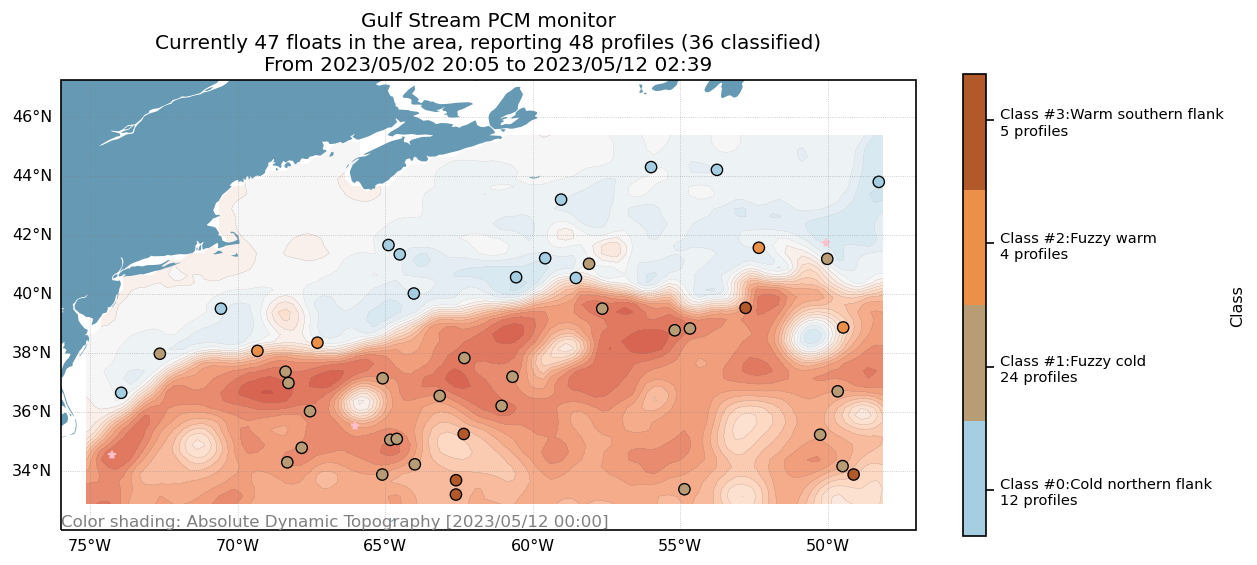 Gulf Stream PCM monitor
Currently 47 floats in the area, reporting 48 profiles (36 classified)
From 2023/05/02 20:05 to 2023/05/12 02:39
46°N
44°N
42°N
40°N
38°N
36°N
34°N
Color shading: Absolute Dynamic Topography [2023/05/12 00:00]
75°W
70°W
65°W
60°W
55°W
50°W
Class #3:Warm southern flank
5 profiles
Class #2:Fuzzy warm
4 profiles
Class #1:Fuzzy cold
24 profiles
Class #0:Cold northern flank
12 profiles
Class